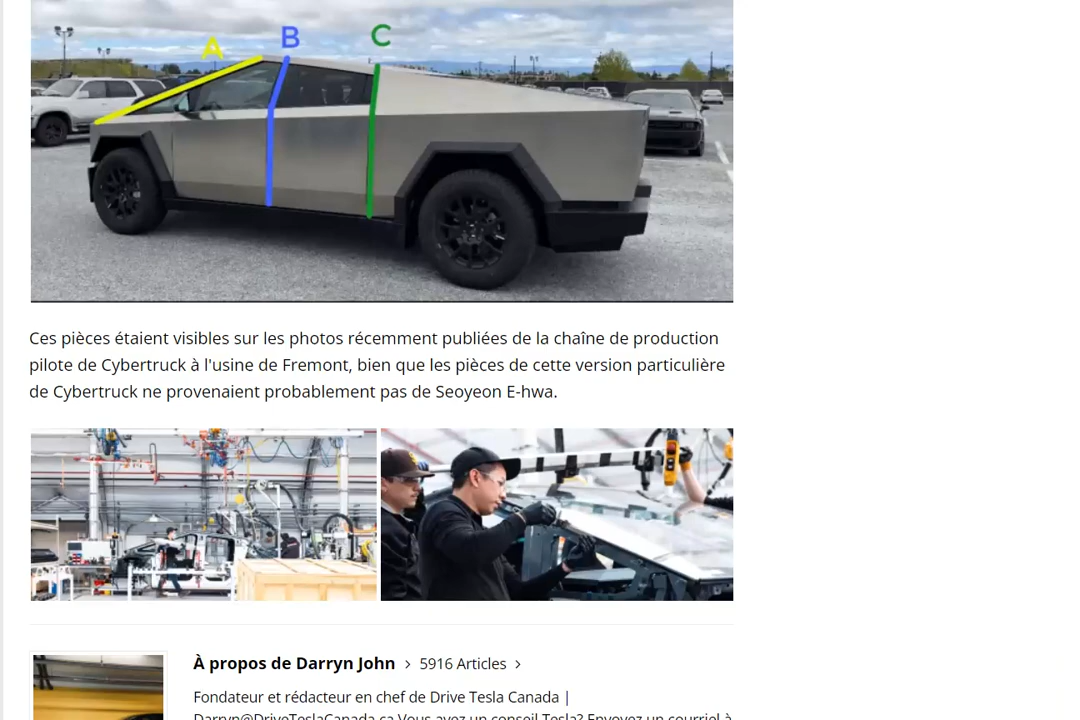 A B C
Ces pièces étaient visibles sur les photos récemment publiées de la chaîne de production
pilote de Cybertruck à l'usine de Fremont, bien que les pièces de cette version particulière
de Cybertruck ne provenaient probablement pas de Seoyeon E-hwa.
À propos de Darryn John › 5916 Articles ›
Fondateur et rédacteur en chef de Drive Tesla Canada |
Darryn@DriveTeslaCanada.ca Vous avez un conseil Tesla? Envoyez un courriel à